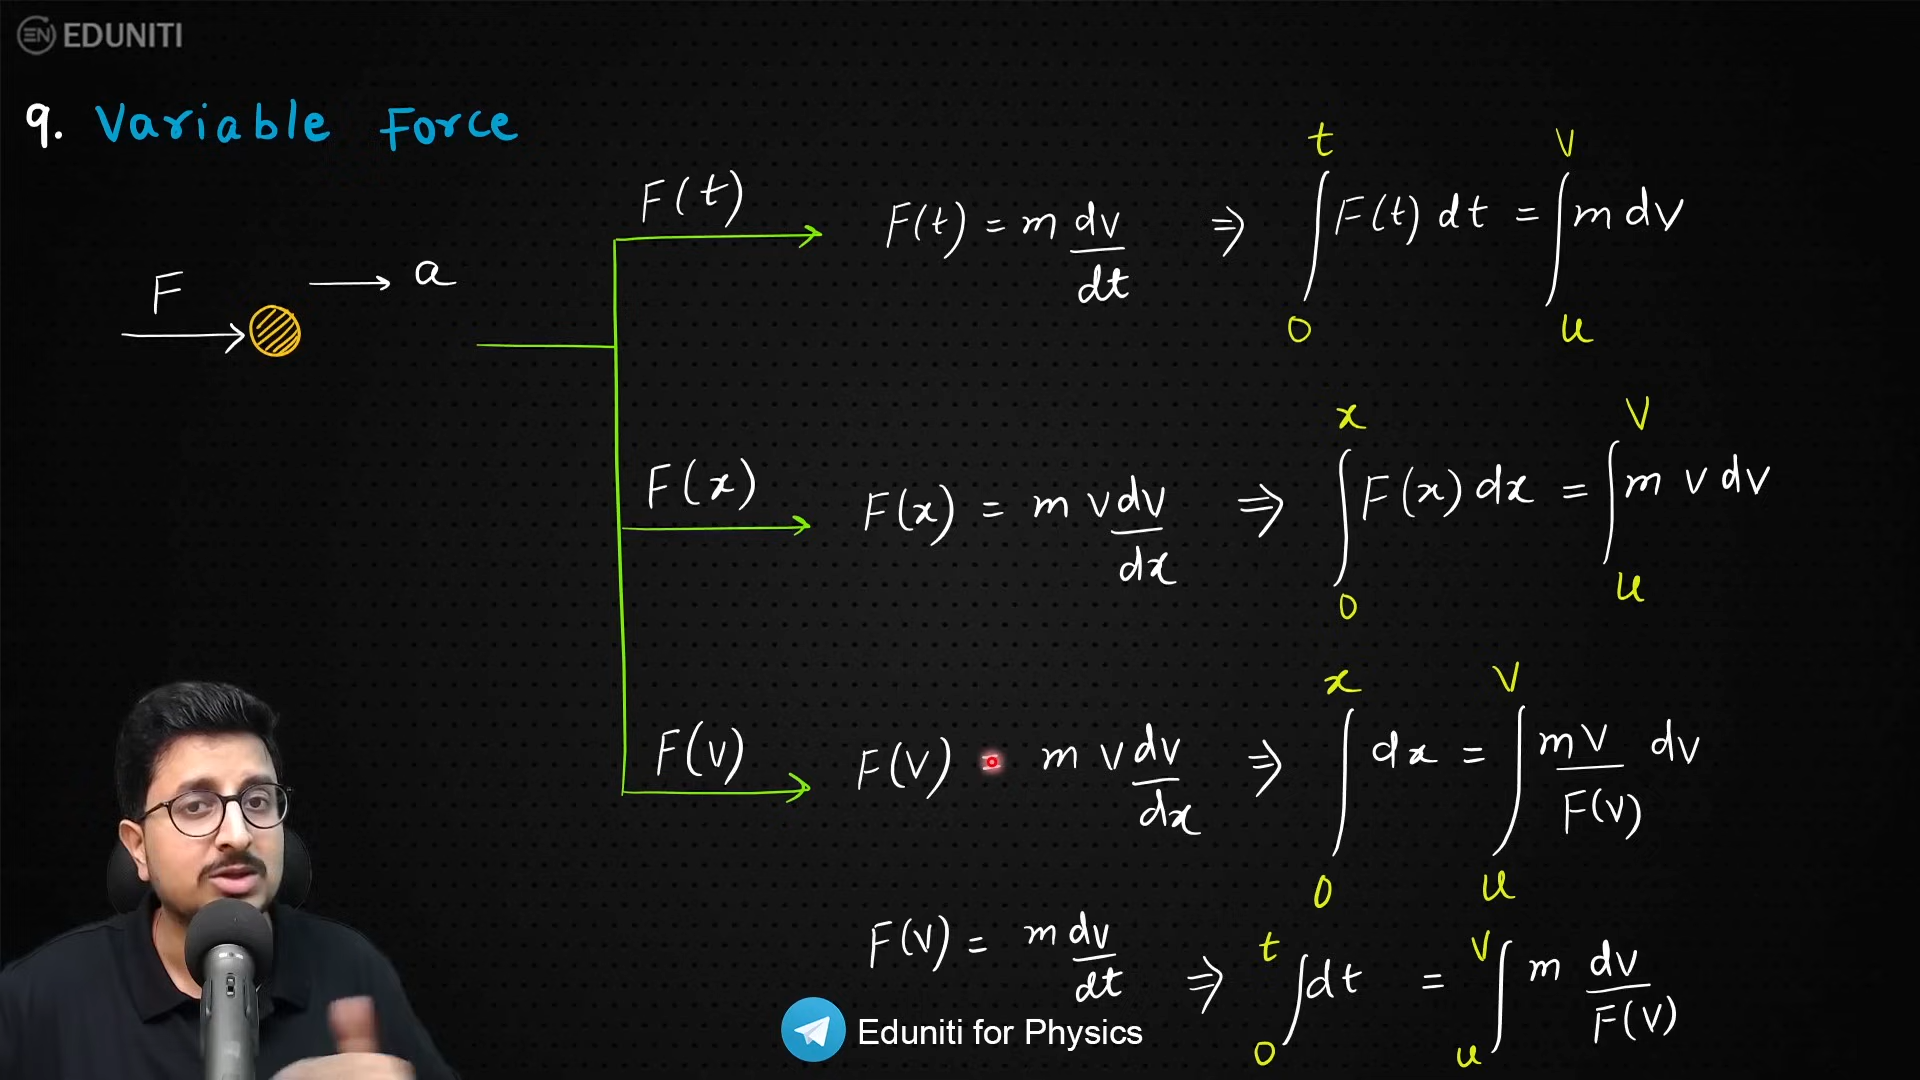 EN EDUNITI
9. Variable Force
F → a
F(t) F(t) = m dv/dt ⇒ ∫₀ᵗ F(t) dt = ∫ᵤᵛ m dv
F(x) F(x) = m v dv/dx ⇒ ∫₀ˣ F(x) dx = ∫ᵤᵛ m v dv
F(v) F(v) = m v dv/dx ⇒ ∫₀ˣ dx = ∫ᵤᵛ mv/F(v) dv
F(v) = m dv/dt ⇒ ∫₀ᵗ dt = ∫ᵤᵛ m dv/F(v)
Eduniti for Physics